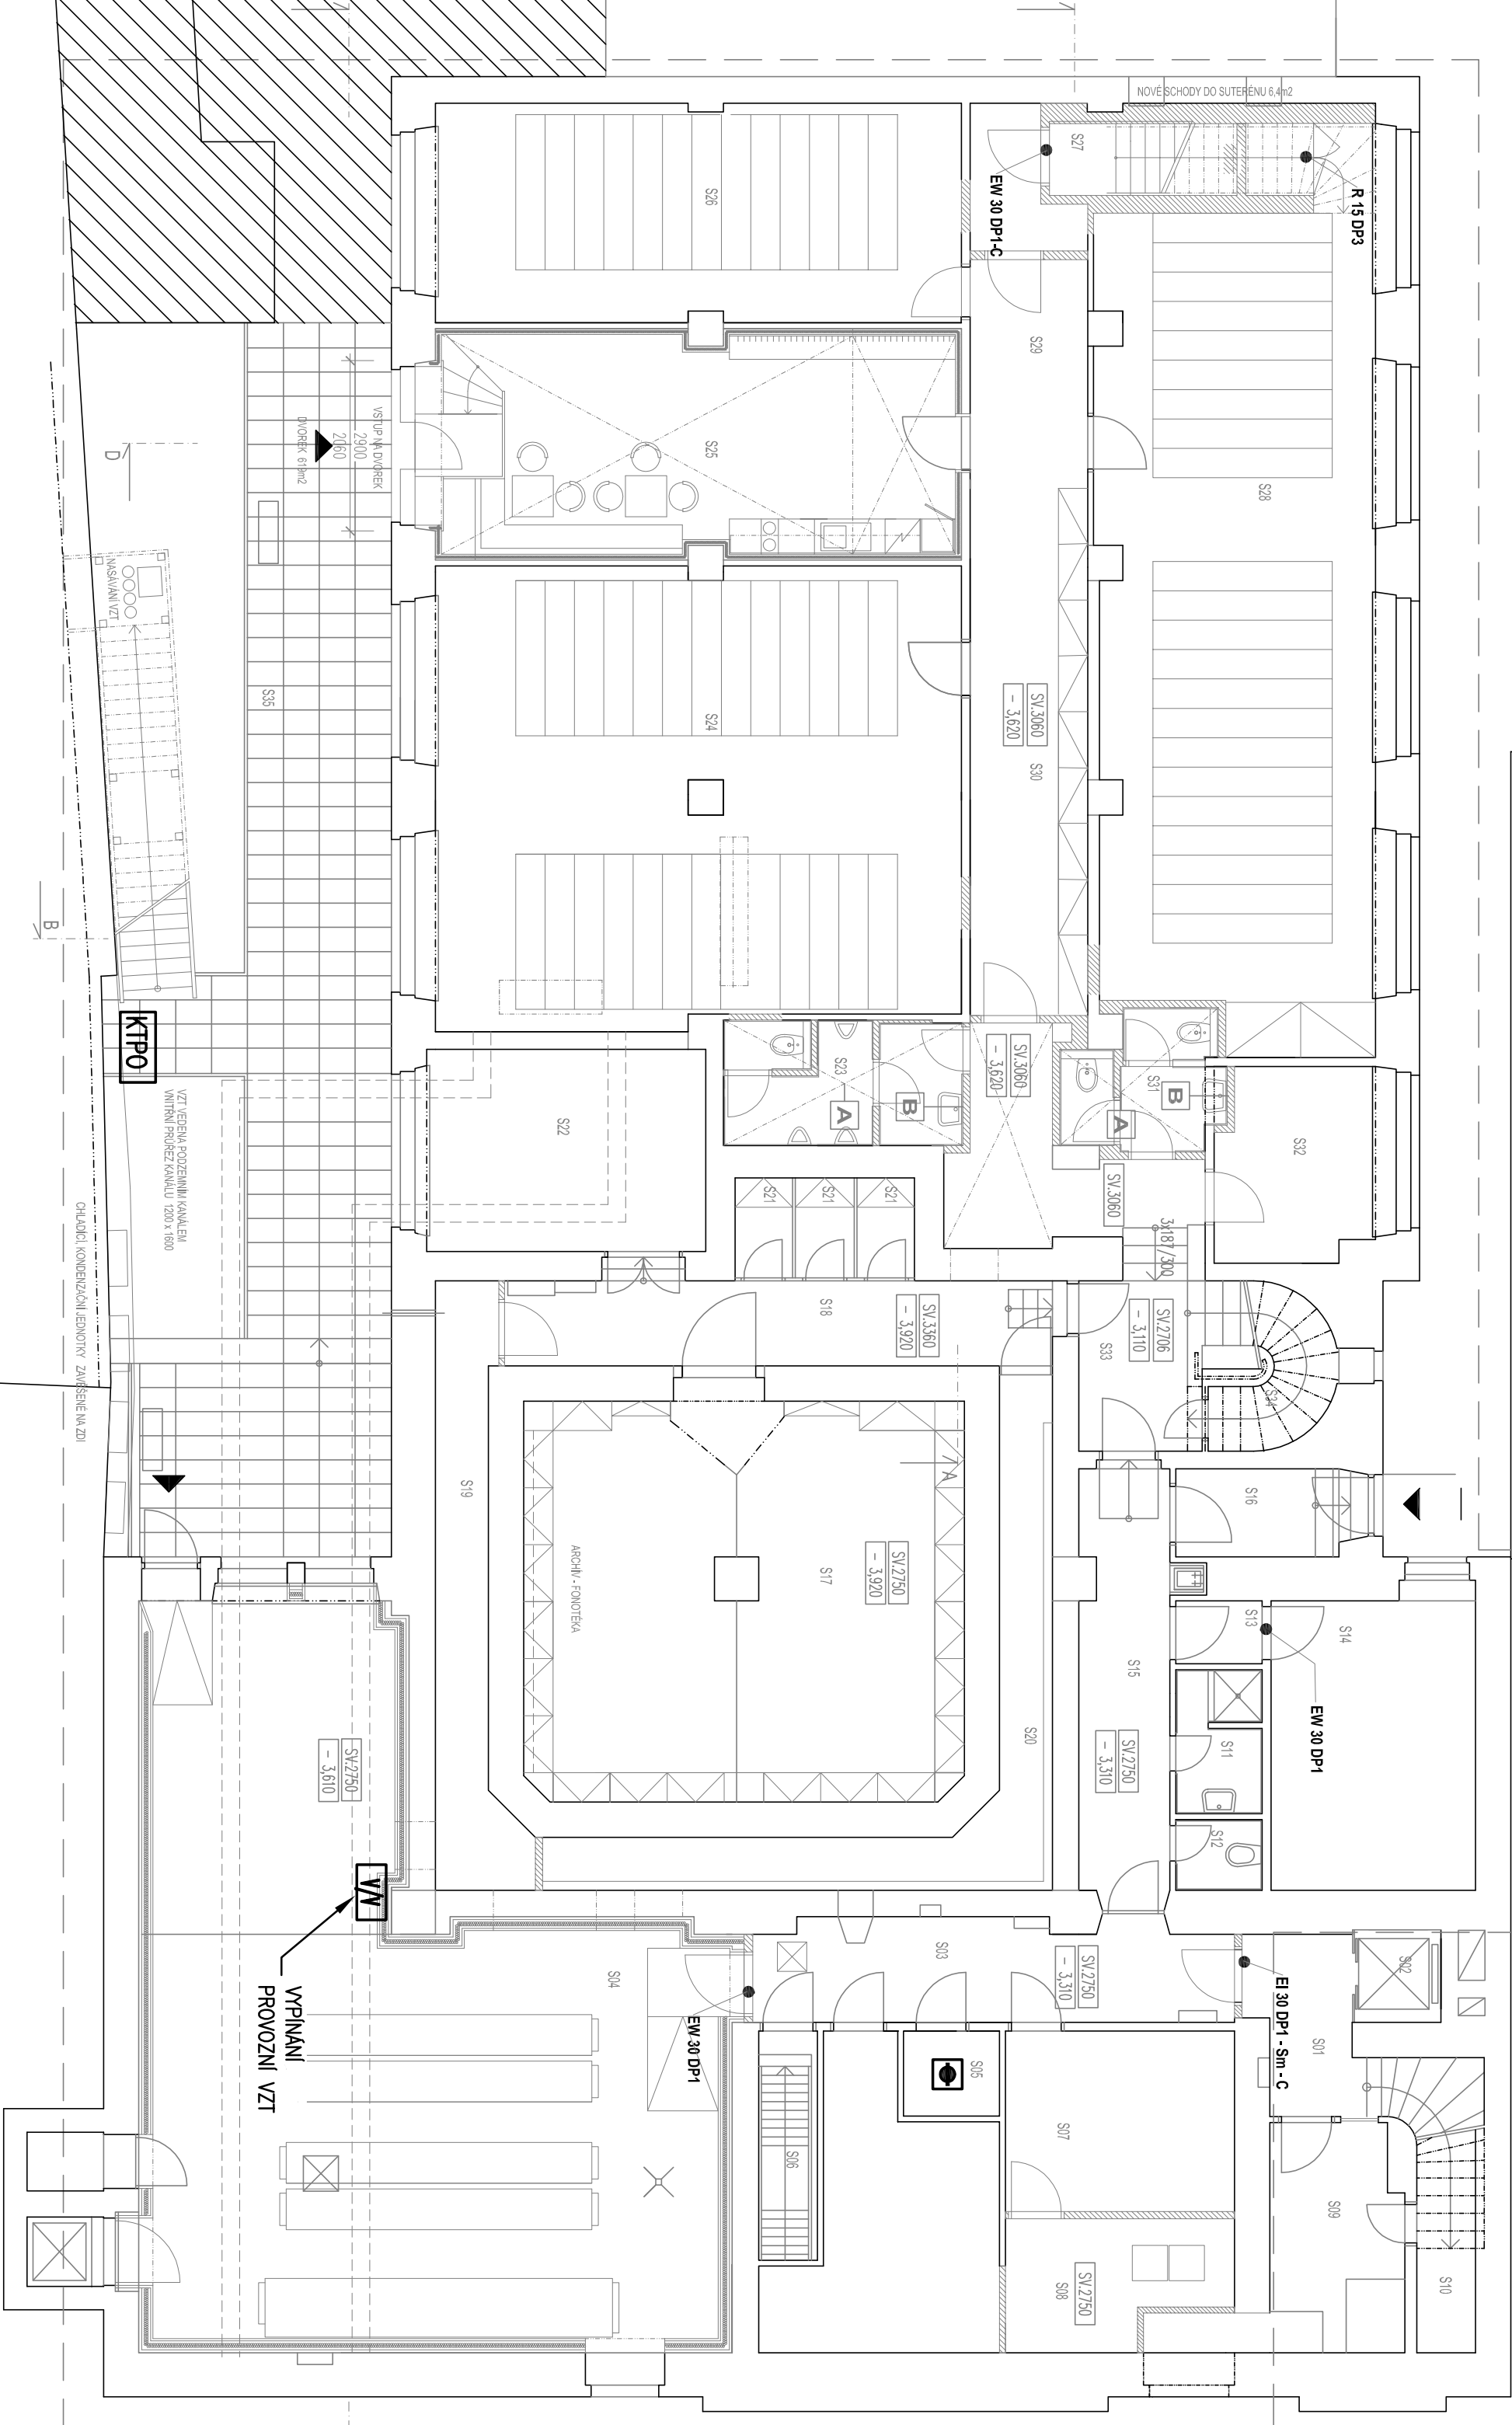 NOVÉ SCHODY DO SUTERÉNU 6,4m2
S27
R 15 DP3
EW 30 DP1-C
S26
S29
S28
S25
VSTUP NA DVOREK
2900
2060
DVOREK 619m2
D
NASÁVÁNÍ VZT
S35
S24
SV.3060
- 3,620
S30
B
KTPO
VZT VEDENA PODZEMNÍM KANÁLEM
VNITŘNÍ PRŮŘEZ KANÁLU 1200 x 1600
CHLADÍCÍ, KONDENZAČNÍ JEDNOTKY ZAVĚŠENÉ NA ZDI
S22
S23
A
B
SV.3060
- 3,620
S31
B
A
S32
SV.3060
3x187/300
S21
S21
S21
S18
SV.3360
- 3,920
S33
SV.2706
- 3,110
S34
S19
A
S16
ARCHIV - FONOTÉKA
S17
SV.2750
- 3,920
S13
S14
EW 30 DP1
S15
S20
SV.2750
- 3,310
S11
S12
SV.2750
- 3,610
VV
VYPÍNÁNÍ
PROVOZNÍ VZT
S04
EW 30 DP1
S03
SV.2750
- 3,310
EI 30 DP1 - Sm - C
S02
S01
S05
S06
S07
S08
SV.2750
S09
S10